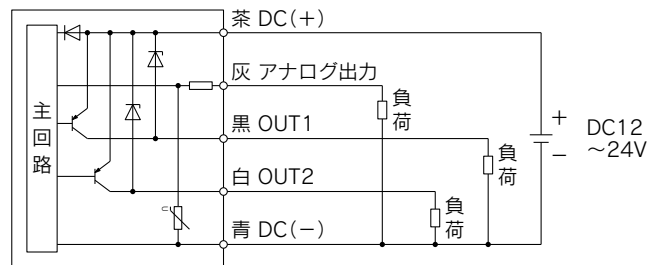 茶 DC(+)
灰 アナログ出力
負荷
黒 OUT1
負荷
白 OUT2
負荷
青 DC(−)
主回路
+
−
DC12
～24V